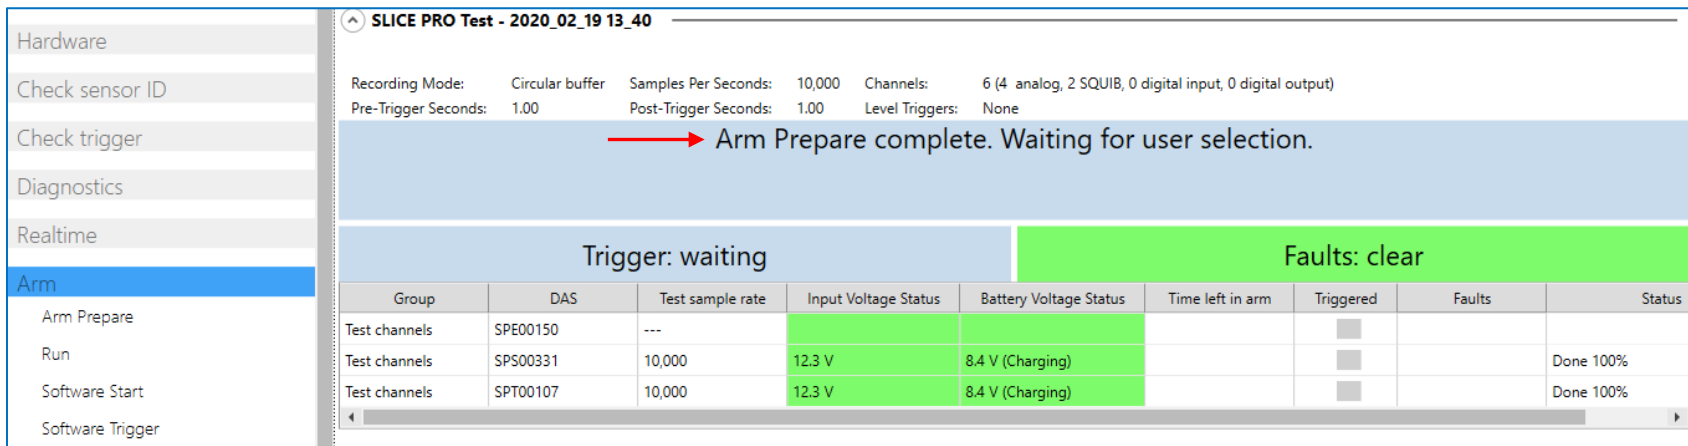 Hardware
Check sensor ID
Check trigger
Diagnostics
Realtime
Arm
Arm Prepare
Run
Software Start
Software Trigger
SLICE PRO Test - 2020_02_19 13_40
Recording Mode: Circular buffer Samples Per Seconds: 10,000 Channels: 6 (4 analog, 2 SQUIB, 0 digital input, 0 digital output)
Pre-Trigger Seconds: 1.00 Post-Trigger Seconds: 1.00 Level Triggers: None
Arm Prepare complete. Waiting for user selection.
Trigger: waiting Faults: clear
Group DAS Test sample rate Input Voltage Status Battery Voltage Status Time left in arm Triggered Faults Status
Test channels SPE00150 ---
Test channels SPS00331 10,000 12.3 V 8.4 V (Charging) Done 100%
Test channels SPT00107 10,000 12.3 V 8.4 V (Charging) Done 100%